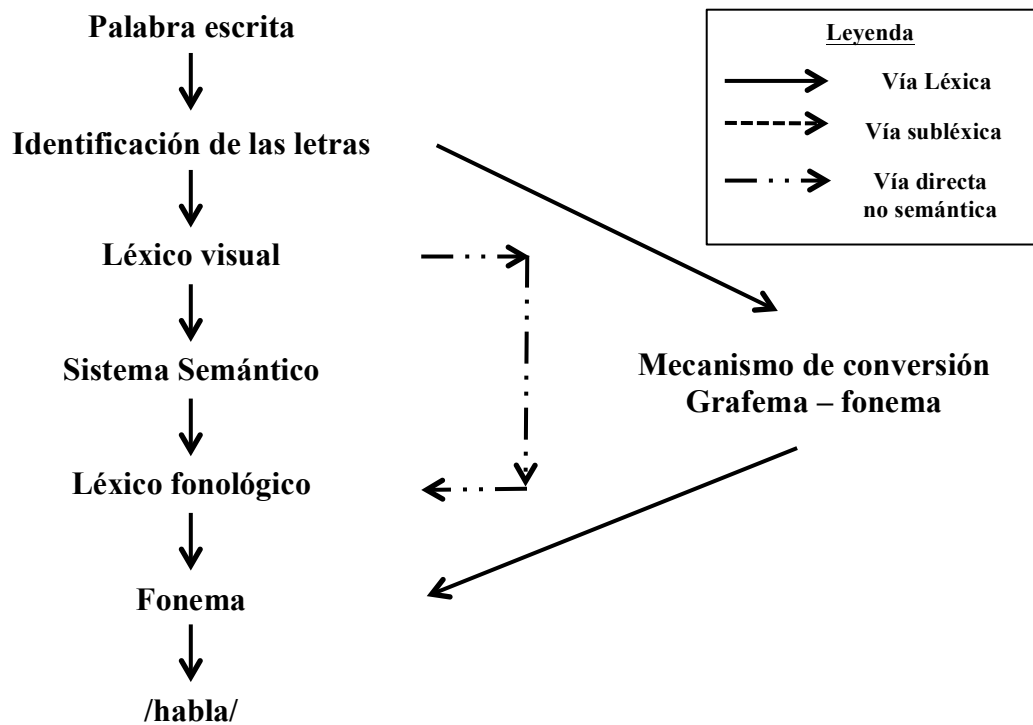 Palabra escrita
Identificación de las letras
Léxico visual
Sistema Semántico
Léxico fonológico
Fonema
/habla/
Mecanismo de conversión
Grafema – fonema
Leyenda
Vía Léxica
Vía subléxica
Vía directa
no semántica